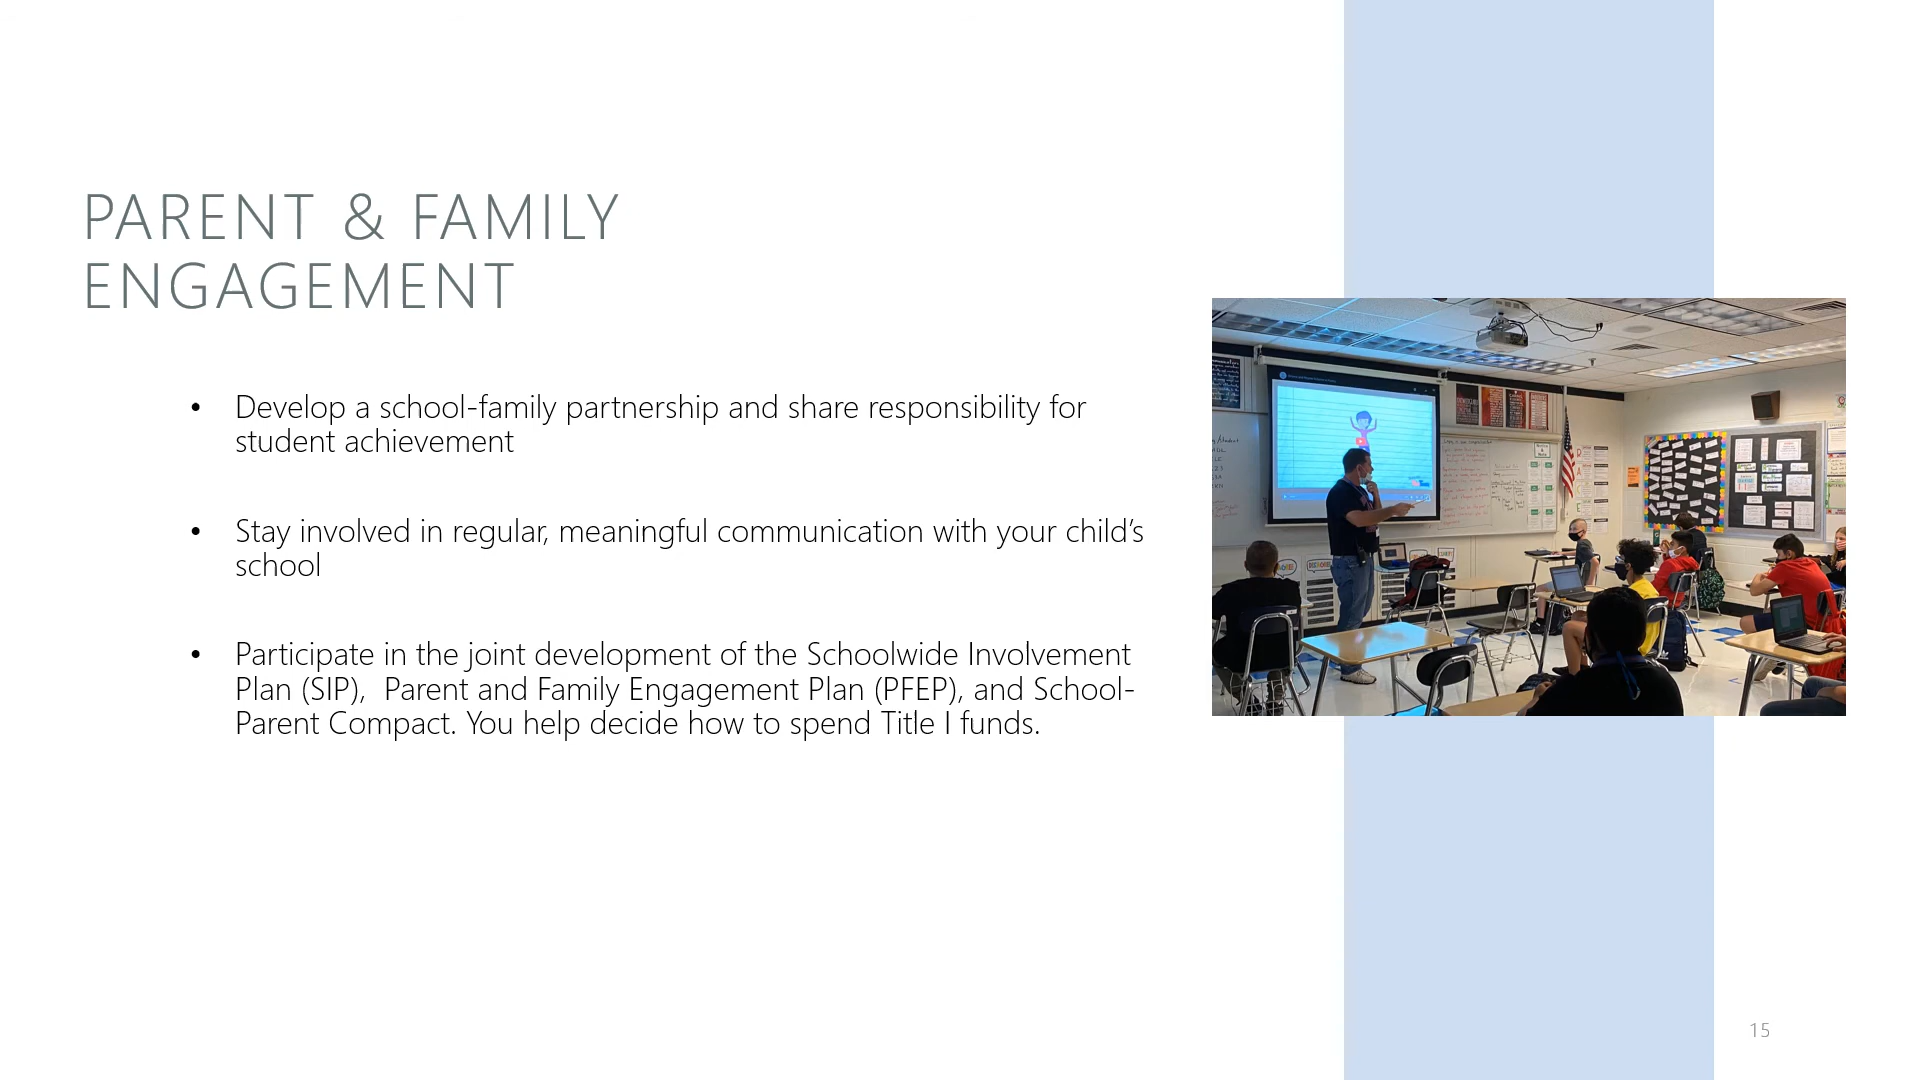 PARENT & FAMILY
ENGAGEMENT
• Develop a school-family partnership and share responsibility for
student achievement
• Stay involved in regular, meaningful communication with your child’s
school
• Participate in the joint development of the Schoolwide Involvement
Plan (SIP),  Parent and Family Engagement Plan (PFEP), and School-
Parent Compact. You help decide how to spend Title I funds.
15